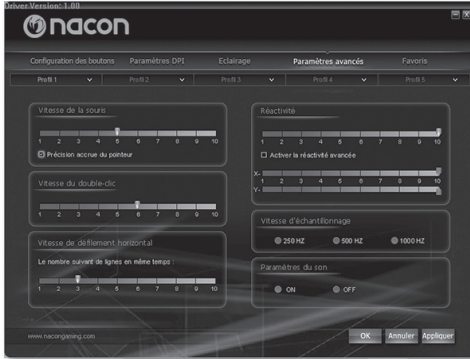 Driver Version: 1.00
nacon
Configuration des boutons Paramètres DPI Eclairage Paramètres avancés Favoris
Profil 1 Profil 2 Profil 3 Profil 4 Profil 5
Vitesse de la souris
1 2 3 4 5 6 7 8 9 10
Précision accrue du pointeur
Vitesse du double-clic
1 2 3 4 5 6 7 8 9 10
Vitesse de défilement horizontal
Le nombre suivant de lignes en même temps :
1 2 3 4 5 6 7 8 9 10
Réactivité
1 2 3 4 5 6 7 8 9 10
Activer la réactivité avancée
X-
1 2 3 4 5 6 7 8 9 10
Y-
Vitesse d'échantillonnage
250 HZ 500 HZ 1000 HZ
Paramètres du son
ON OFF
www.nacongaming.com
OK Annuler Appliquer